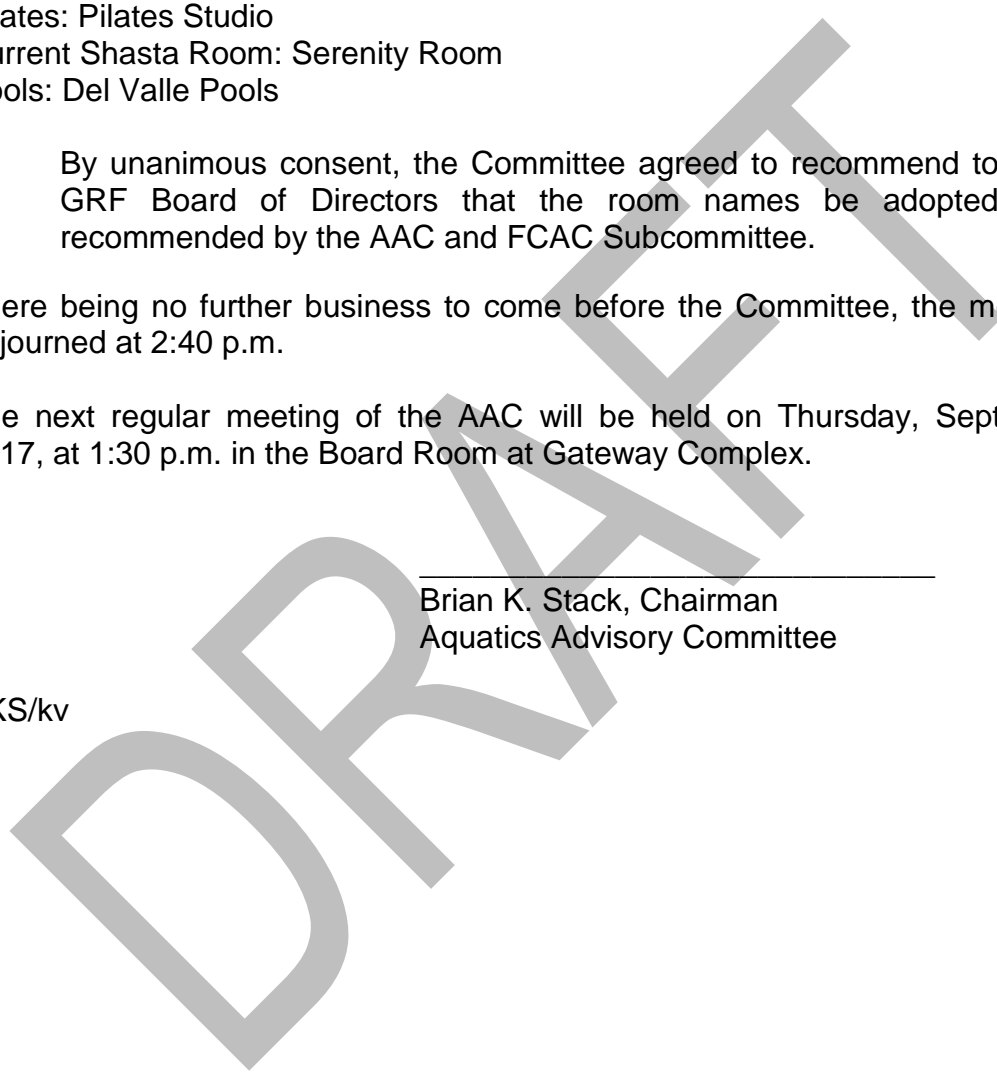 ates: Pilates Studio
urrent Shasta Room: Serenity Room
ools: Del Valle Pools
By unanimous consent, the Committee agreed to recommend to
GRF Board of Directors that the room names be adopted
recommended by the AAC and FCAC Subcommittee.
ere being no further business to come before the Committee, the m
journed at 2:40 p.m.
e next regular meeting of the AAC will be held on Thursday, Sept
17, at 1:30 p.m. in the Board Room at Gateway Complex.
Brian K. Stack, Chairman
Aquatics Advisory Committee
KS/kv
DRAFT